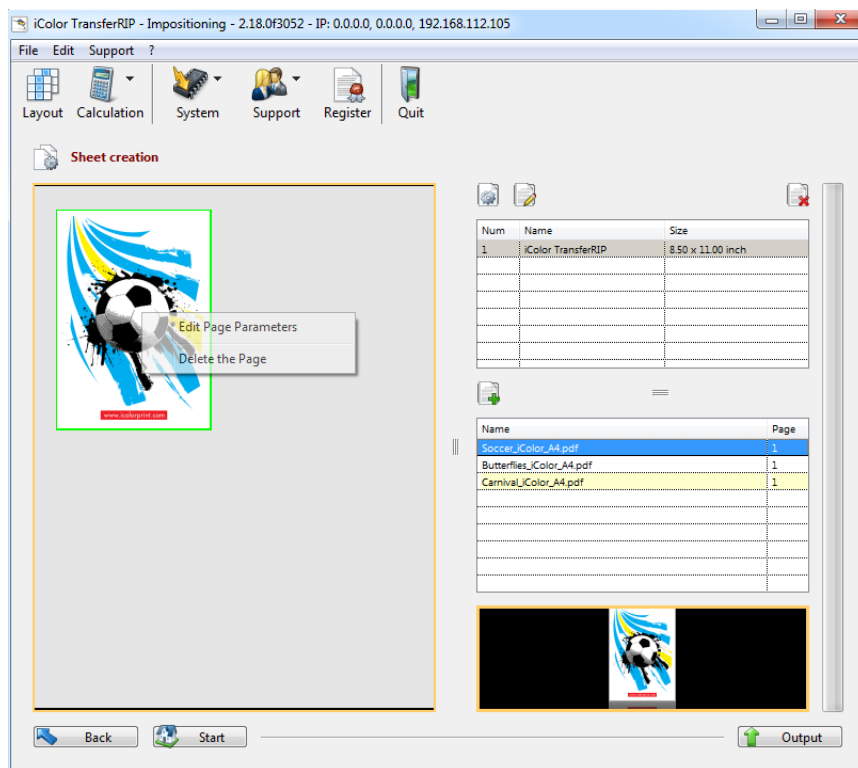 iColor TransferRIP - Impositioning - 2.18.0f3052 - IP: 0.0.0.0, 0.0.0.0, 192.168.112.105
File Edit Support ?
Layout Calculation System Support Register Quit
Sheet creation
Num Name Size
1 iColor TransferRIP 8.50 x 11.00 inch
Edit Page Parameters
Delete the Page
www.icolorprint.com
Name Page
Soccer_iColor_A4.pdf 1
Butterflies_iColor_A4.pdf 1
Carnival_iColor_A4.pdf 1
Back Start Output